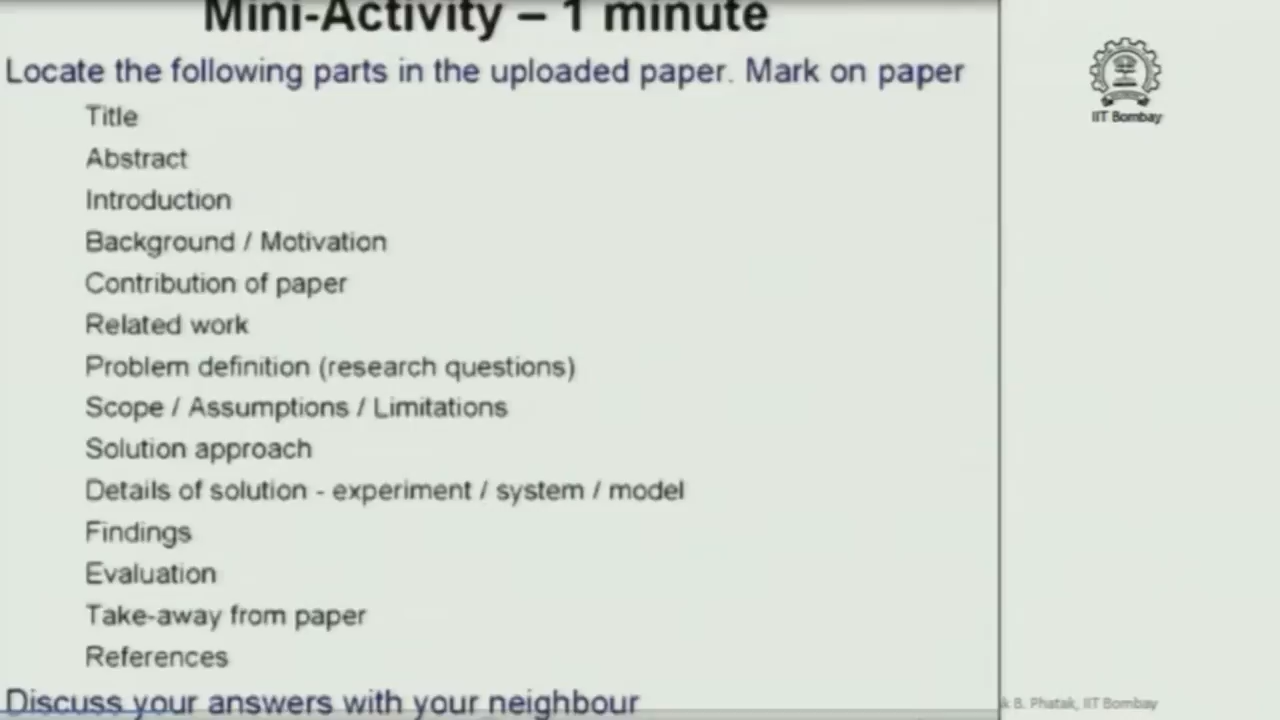 Mini-Activity – 1 minute
Locate the following parts in the uploaded paper. Mark on paper
Title
Abstract
Introduction
Background / Motivation
Contribution of paper
Related work
Problem definition (research questions)
Scope / Assumptions / Limitations
Solution approach
Details of solution - experiment / system / model
Findings
Evaluation
Take-away from paper
References
Discuss your answers with your neighbour
IIT Bombay
k B. Phatak, IIT Bombay